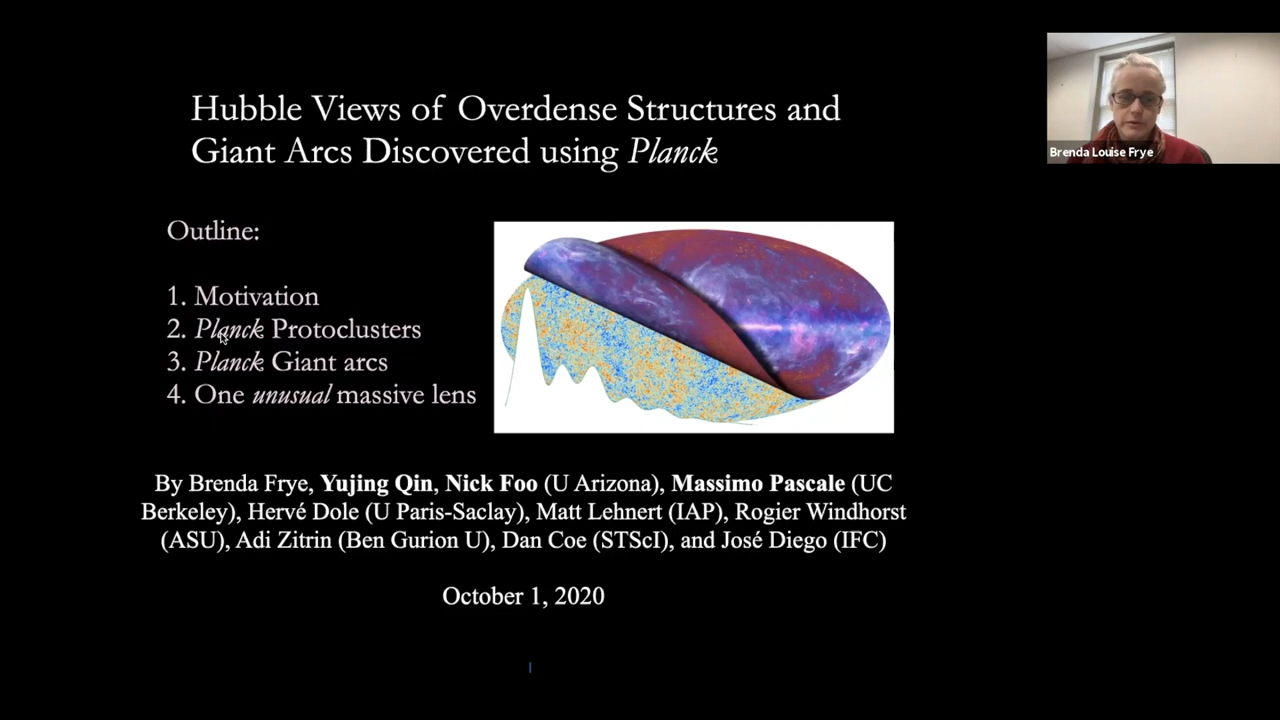 Hubble Views of Overdense Structures and
Giant Arcs Discovered using Planck
Brenda Louise Frye
Outline:
1. Motivation
2. Planck Protoclusters
3. Planck Giant arcs
4. One unusual massive lens
By Brenda Frye, Yujing Qin, Nick Foo (U Arizona), Massimo Pascale (UC
Berkeley), Hervé Dole (U Paris-Saclay), Matt Lehnert (IAP), Rogier Windhorst
(ASU), Adi Zitrin (Ben Gurion U), Dan Coe (STScI), and José Diego (IFC)
October 1, 2020